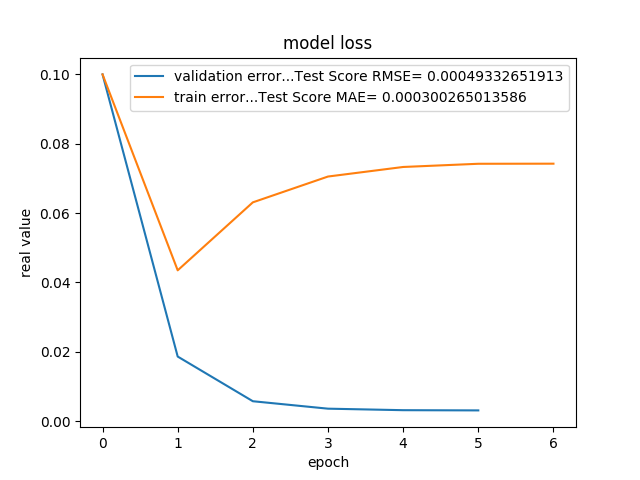 model loss
validation error...Test Score RMSE= 0.00049332651913
train error...Test Score MAE= 0.000300265013586
0.10
0.08
0.06
0.04
0.02
0.00
real value
0 1 2 3 4 5 6
epoch